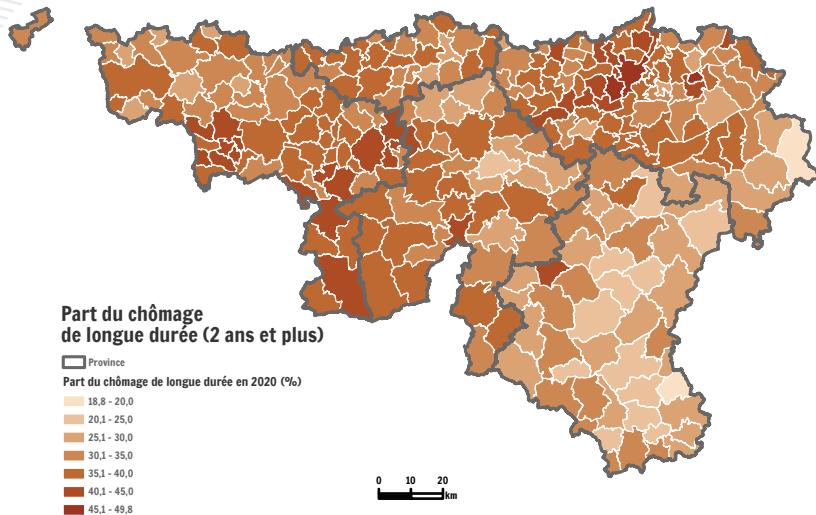 Part du chômage
de longue durée (2 ans et plus)
Province
Part du chômage de longue durée en 2020 (%)
18,8 - 20,0
20,1 - 25,0
25,1 - 30,0
30,1 - 35,0
35,1 - 40,0
40,1 - 45,0
45,1 - 49,8
0 10 20
km